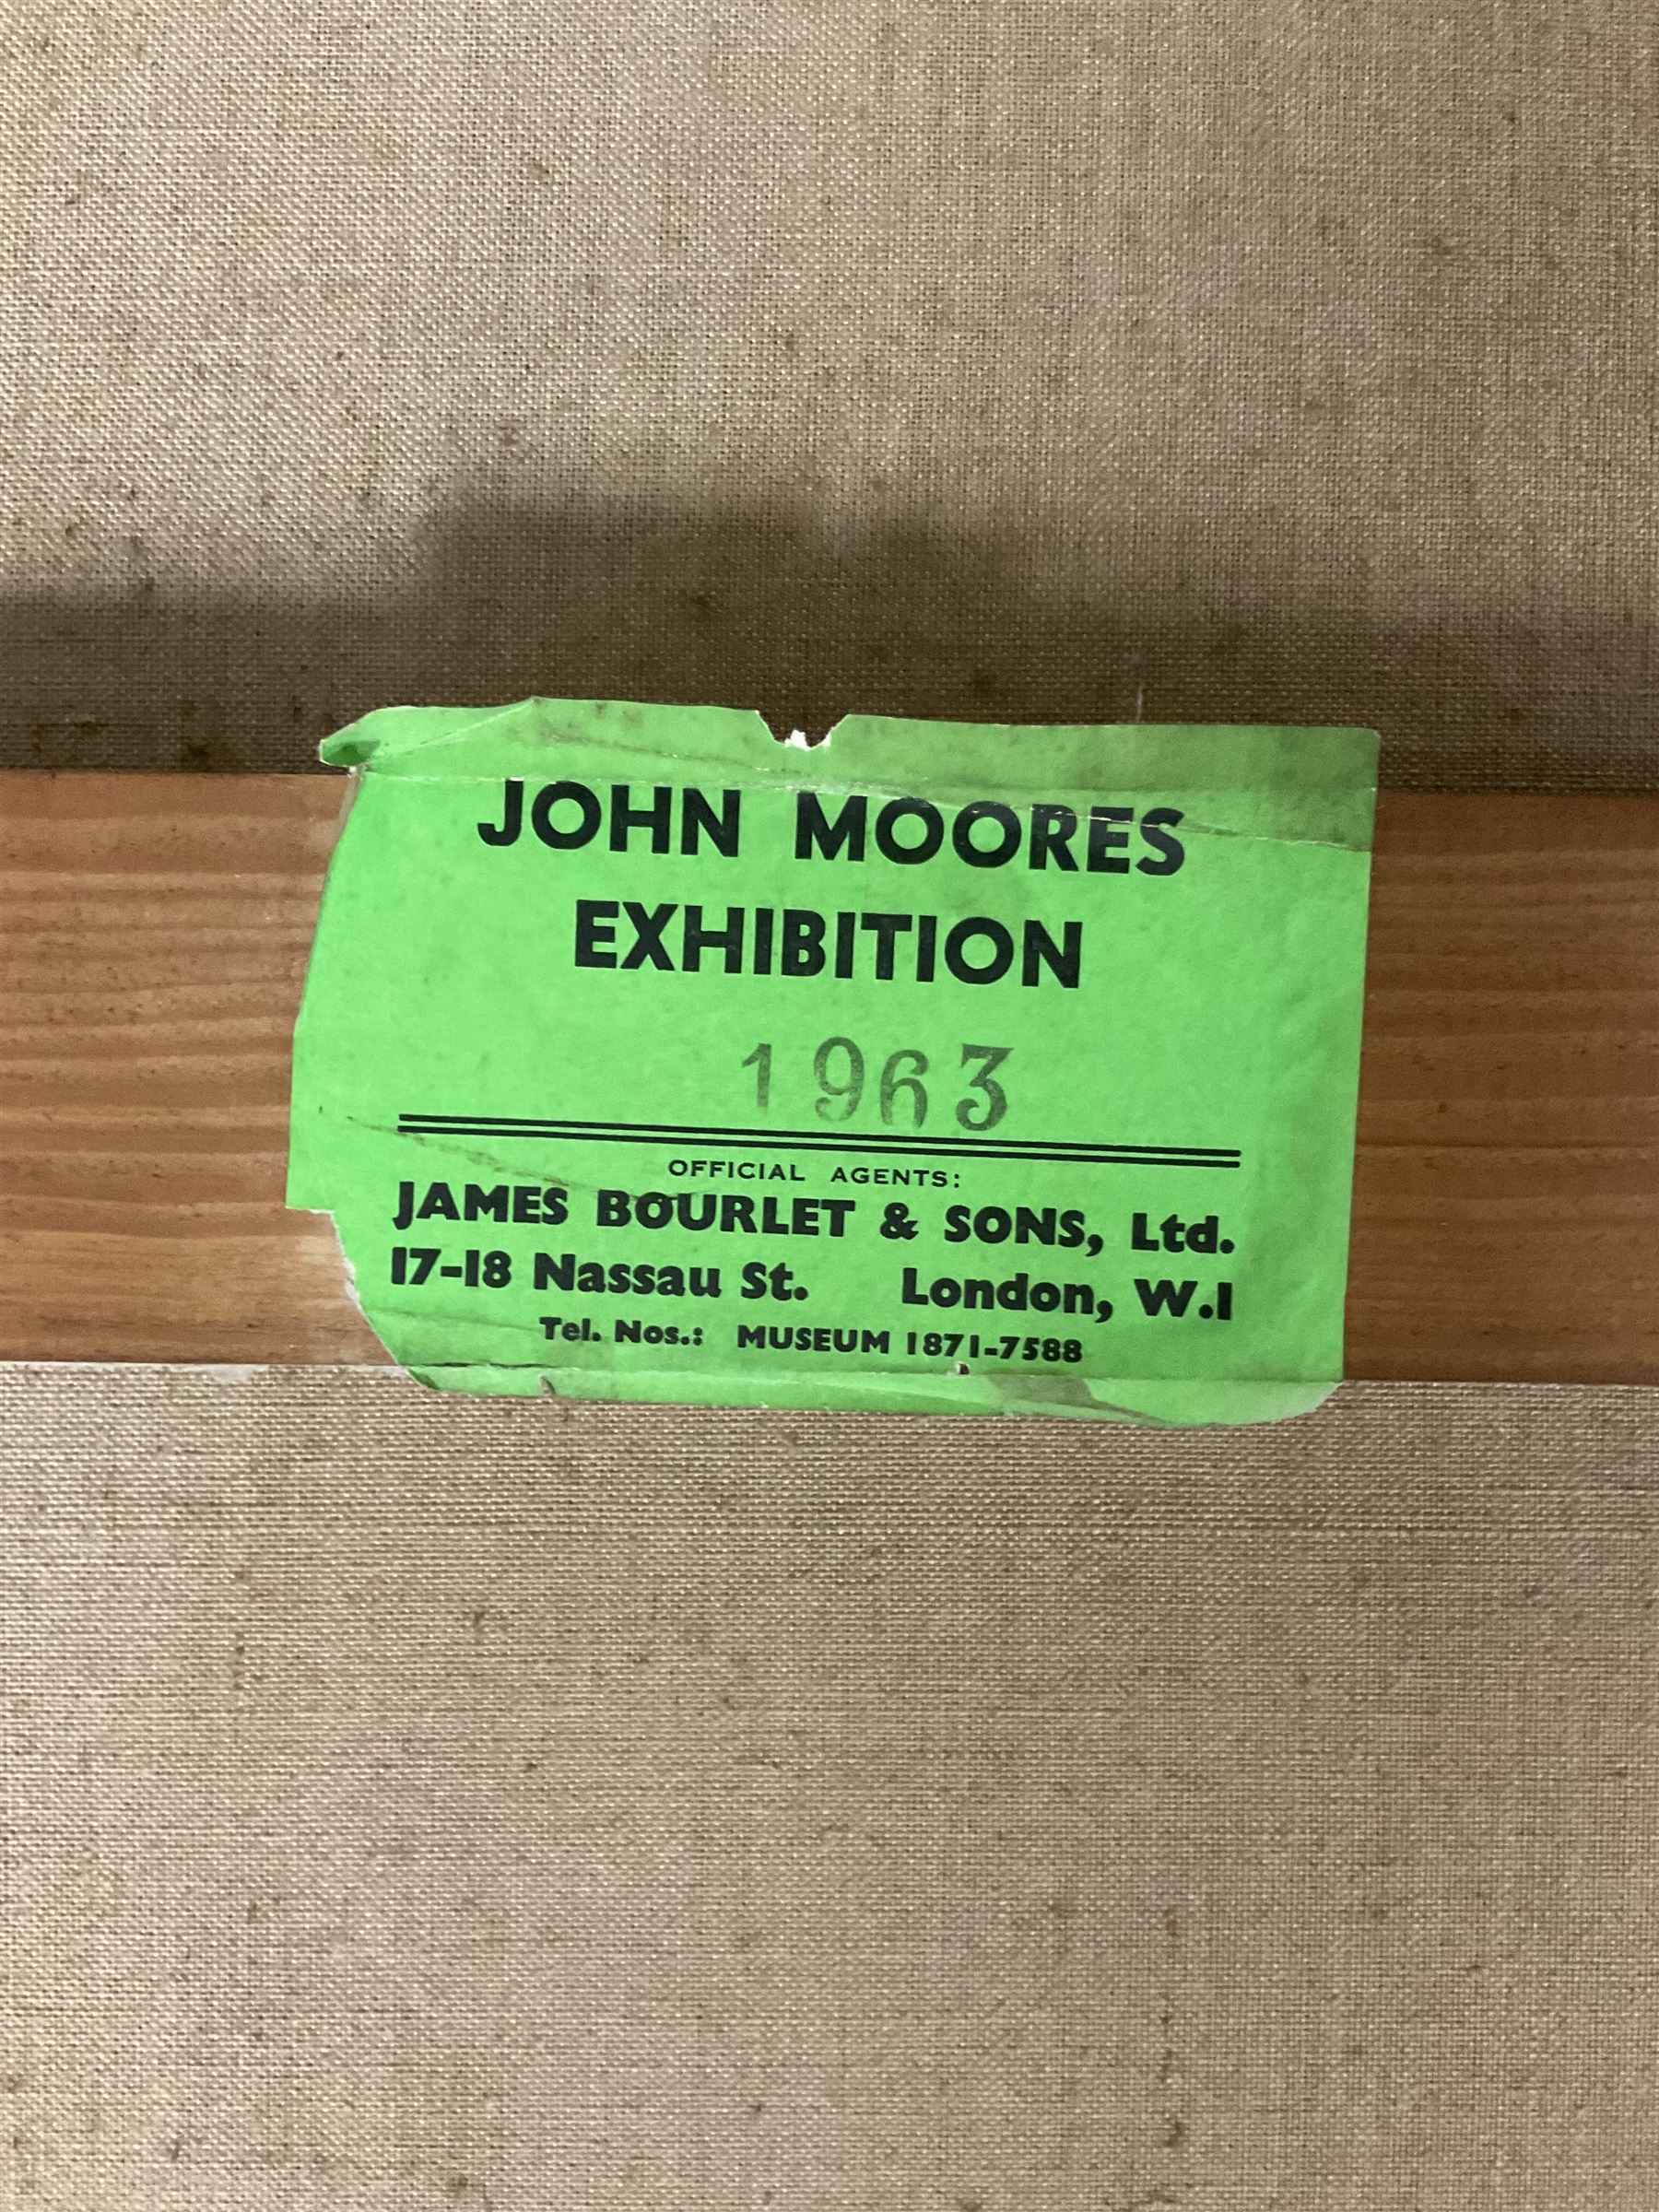 JOHN MOORES
EXHIBITION
1963
OFFICIAL AGENTS:
JAMES BOURLET & SONS, Ltd.
17-18 Nassau St. London, W.1
Tel. Nos.: MUSEUM 1871-7588